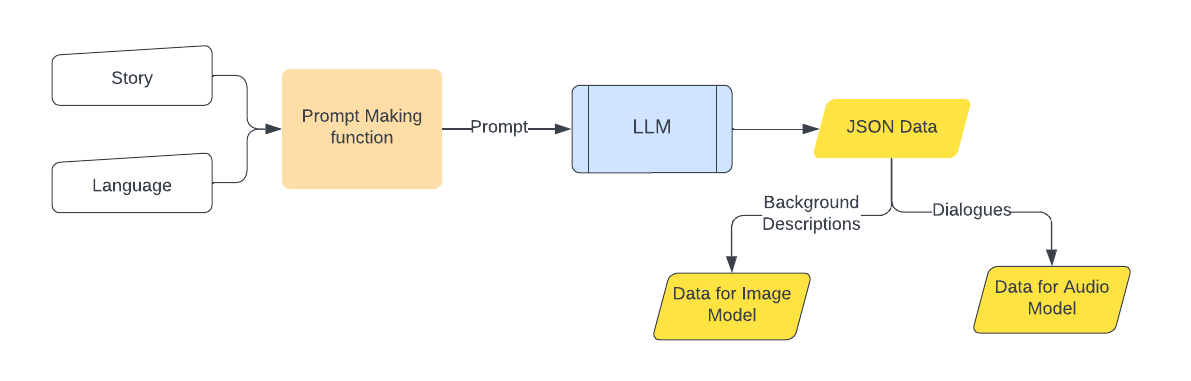 Story
Language
Prompt Making
function
Prompt
LLM
JSON Data
Background
Descriptions
Dialogues
Data for Image
Model
Data for Audio
Model